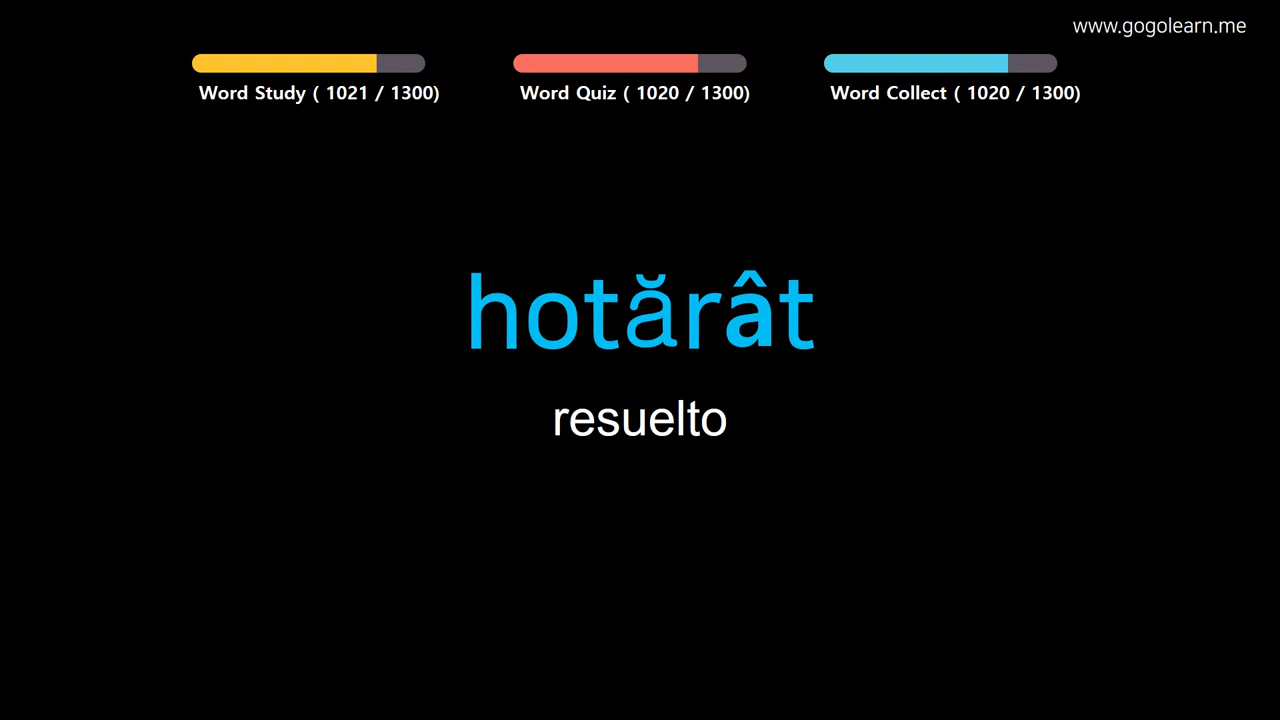 www.gogolearn.me
Word Study ( 1021 / 1300)
Word Quiz ( 1020 / 1300)
Word Collect ( 1020 / 1300)
hotărât
resuelto